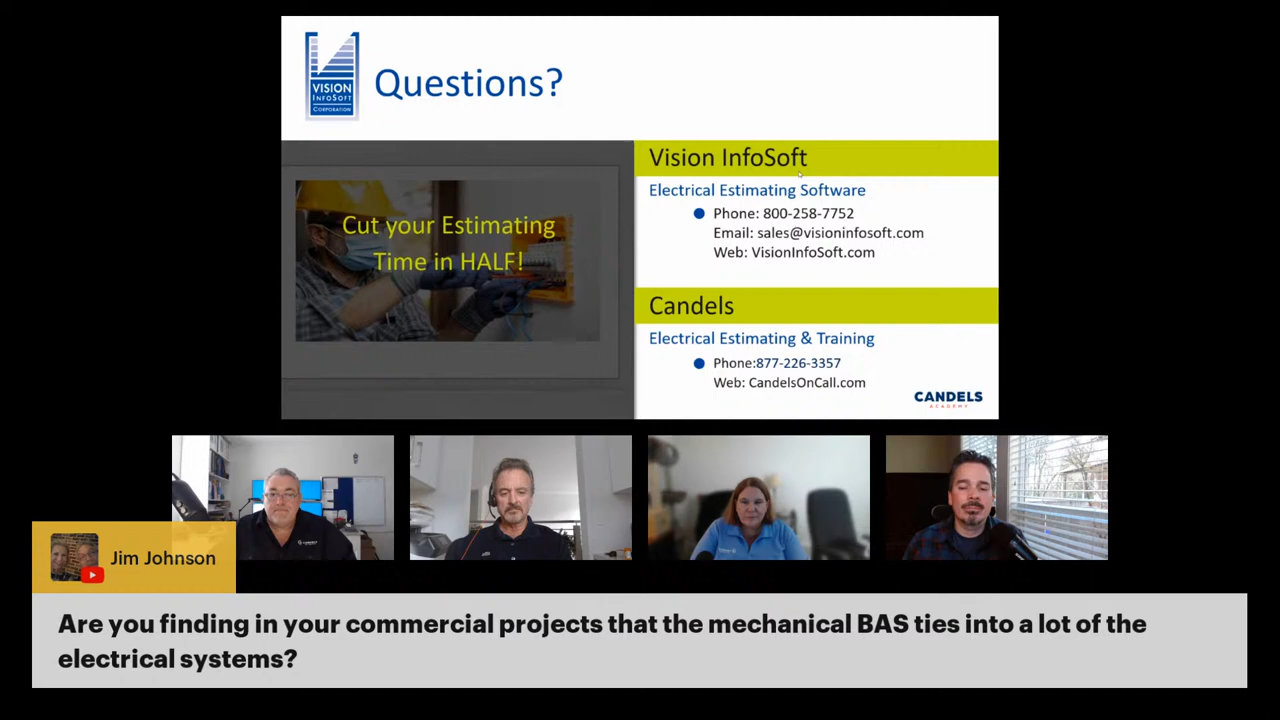 VISION
INFOSOFT
CORPORATION
Questions?
Cut your Estimating
Time in HALF!
Vision InfoSoft
Electrical Estimating Software
Phone: 800-258-7752
Email: sales@visioninfosoft.com
Web: VisionInfoSoft.com
Candels
Electrical Estimating & Training
Phone:877-226-3357
Web: CandelsOnCall.com
CANDELS
ACADEMY
Jim Johnson
Are you finding in your commercial projects that the mechanical BAS ties into a lot of the
electrical systems?